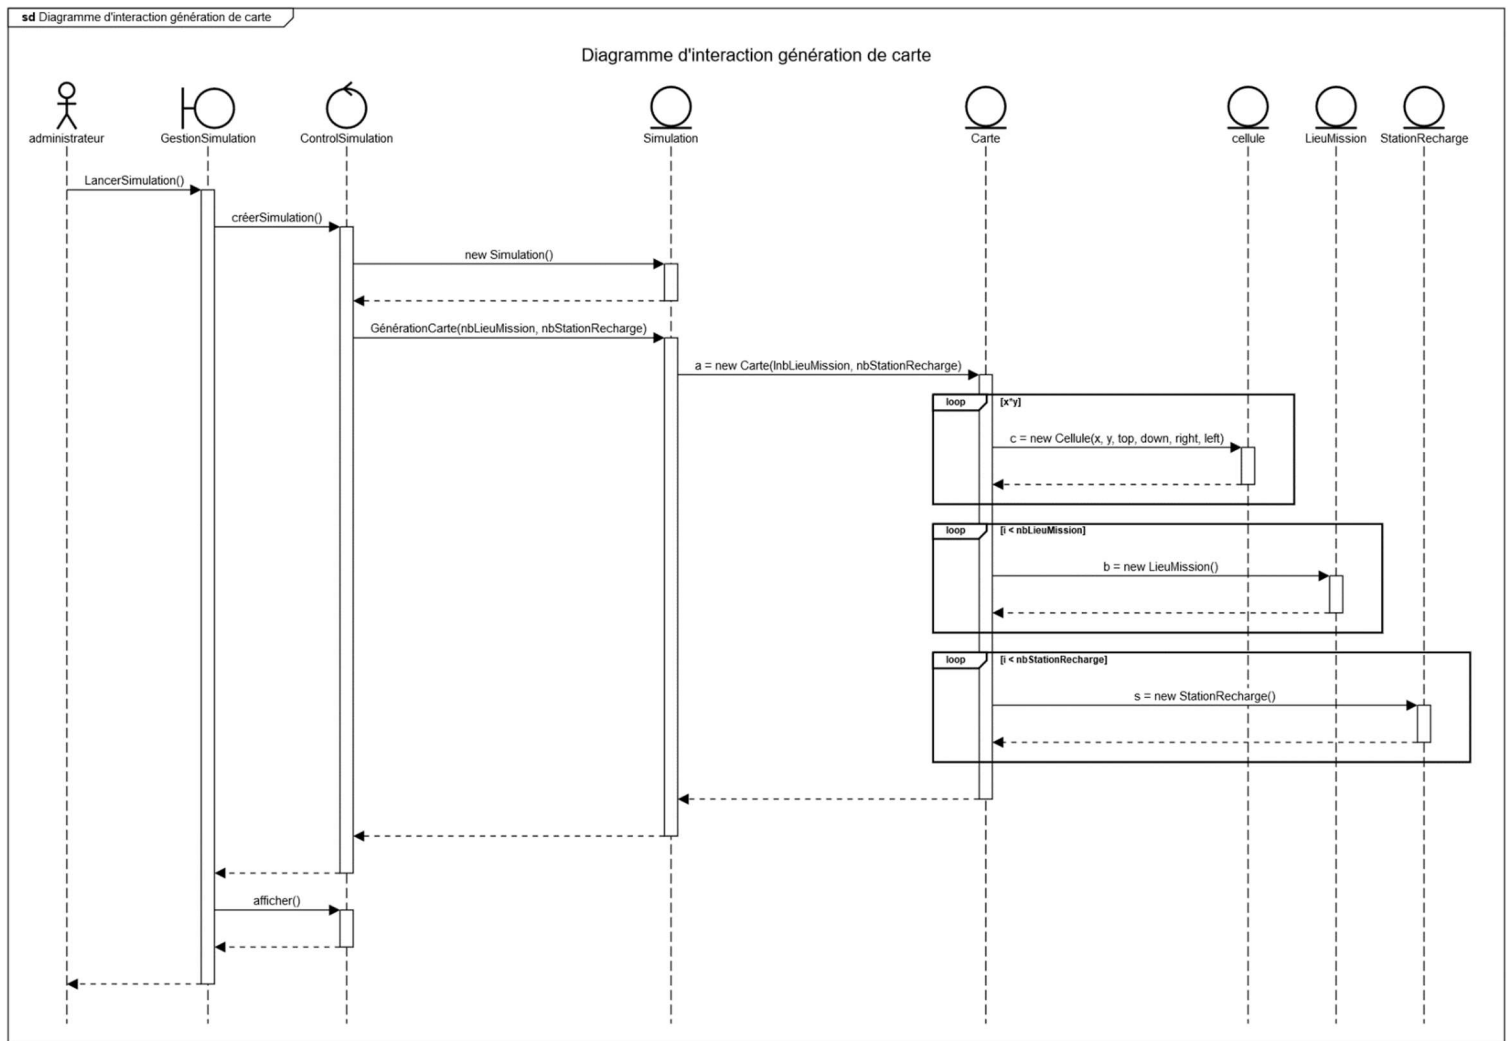 sd Diagramme d'interaction génération de carte
Diagramme d'interaction génération de carte
administrateur
GestionSimulation
ControlSimulation
Simulation
Carte
cellule
LieuMission
StationRecharge
LancerSimulation()
créerSimulation()
new Simulation()
GénérationCarte(nbLieuMission, nbStationRecharge)
a = new Carte(lnbLieuMission, nbStationRecharge)
loop
[x*y]
c = new Cellule(x, y, top, down, right, left)
loop
[i < nbLieuMission]
b = new LieuMission()
loop
[i < nbStationRecharge]
s = new StationRecharge()
afficher()